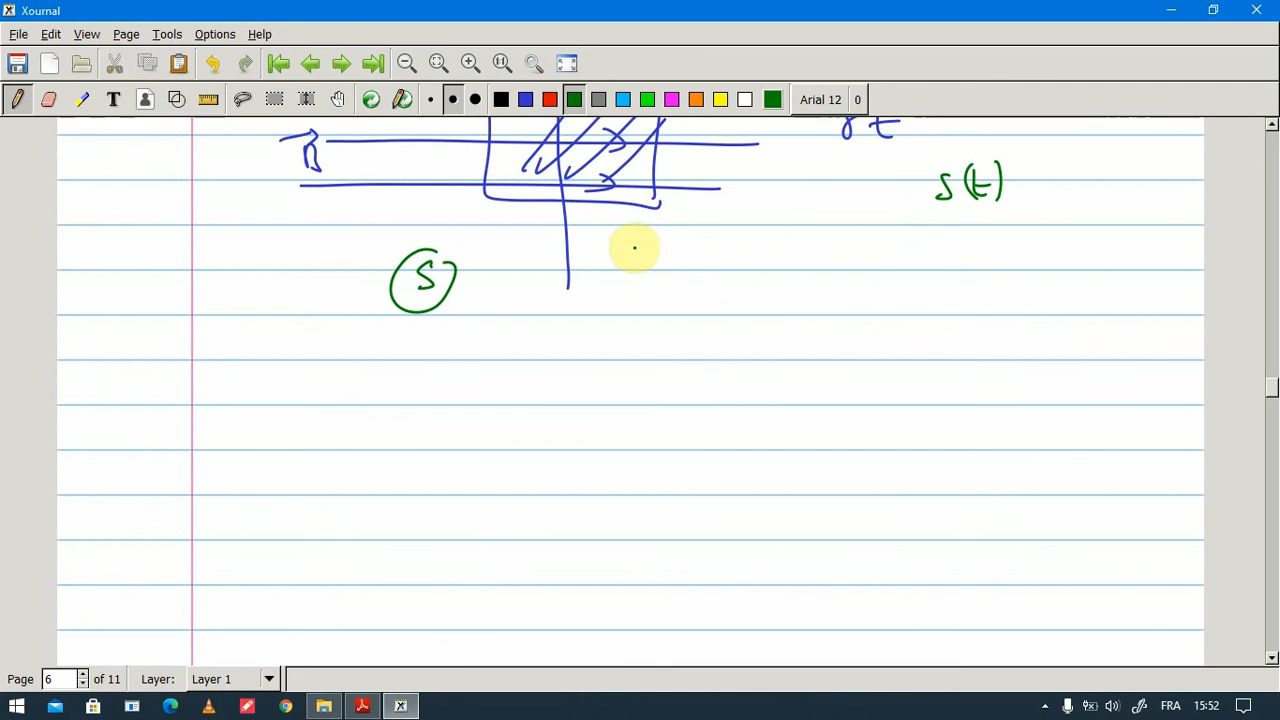 Xournal
File Edit View Page Tools Options Help
Arial 12 0
B
t
S(t)
S
Page 6 of 11 Layer: Layer 1
FRA 15:52